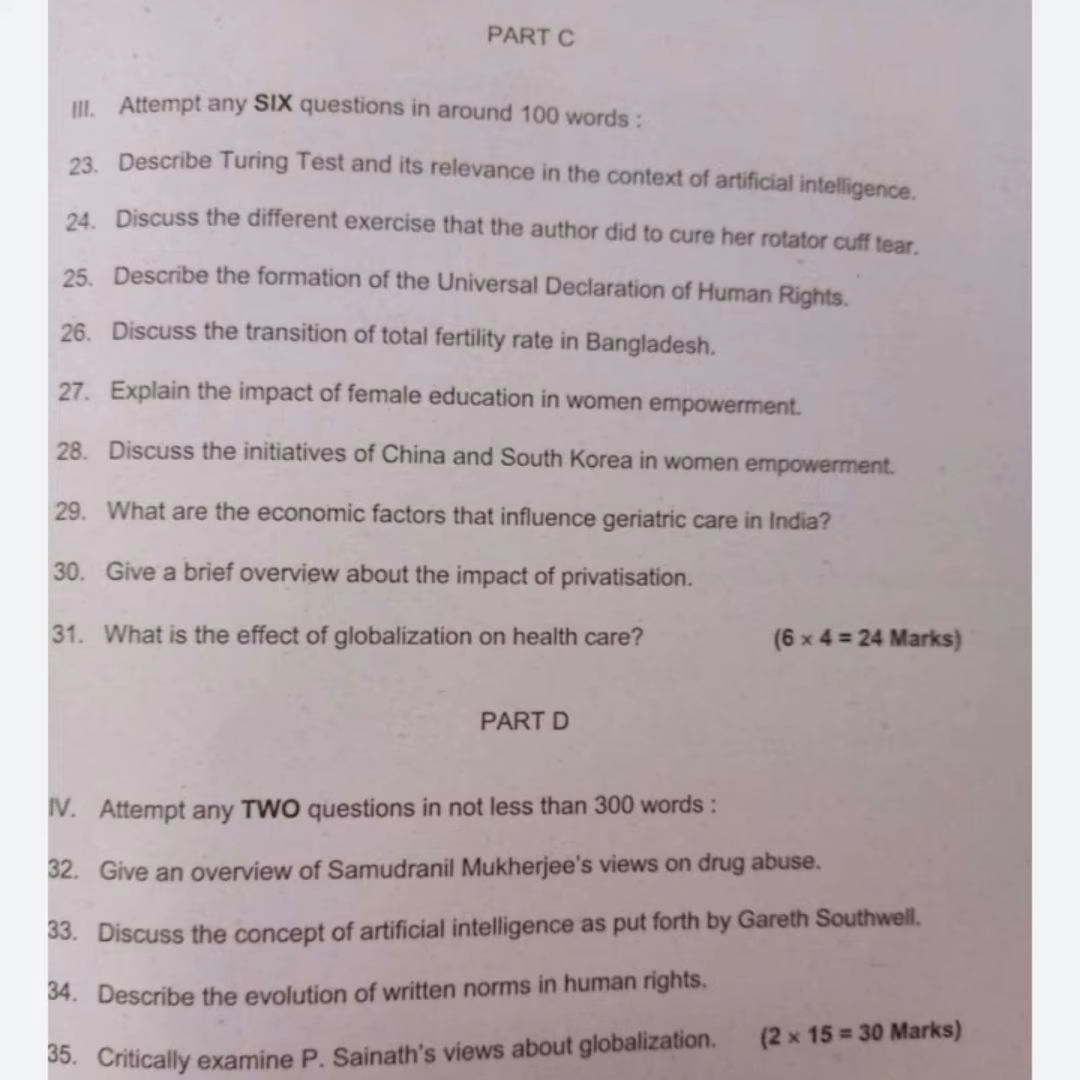 PART C
III. Attempt any SIX questions in around 100 words :
23. Describe Turing Test and its relevance in the context of artificial intelligence.
24. Discuss the different exercise that the author did to cure her rotator cuff tear.
25. Describe the formation of the Universal Declaration of Human Rights.
26. Discuss the transition of total fertility rate in Bangladesh.
27. Explain the impact of female education in women empowerment.
28. Discuss the initiatives of China and South Korea in women empowerment.
29. What are the economic factors that influence geriatric care in India?
30. Give a brief overview about the impact of privatisation.
31. What is the effect of globalization on health care? (6 × 4 = 24 Marks)
PART D
IV. Attempt any TWO questions in not less than 300 words :
32. Give an overview of Samudranil Mukherjee's views on drug abuse.
33. Discuss the concept of artificial intelligence as put forth by Gareth Southwell.
34. Describe the evolution of written norms in human rights.
35. Critically examine P. Sainath's views about globalization. (2 × 15 = 30 Marks)